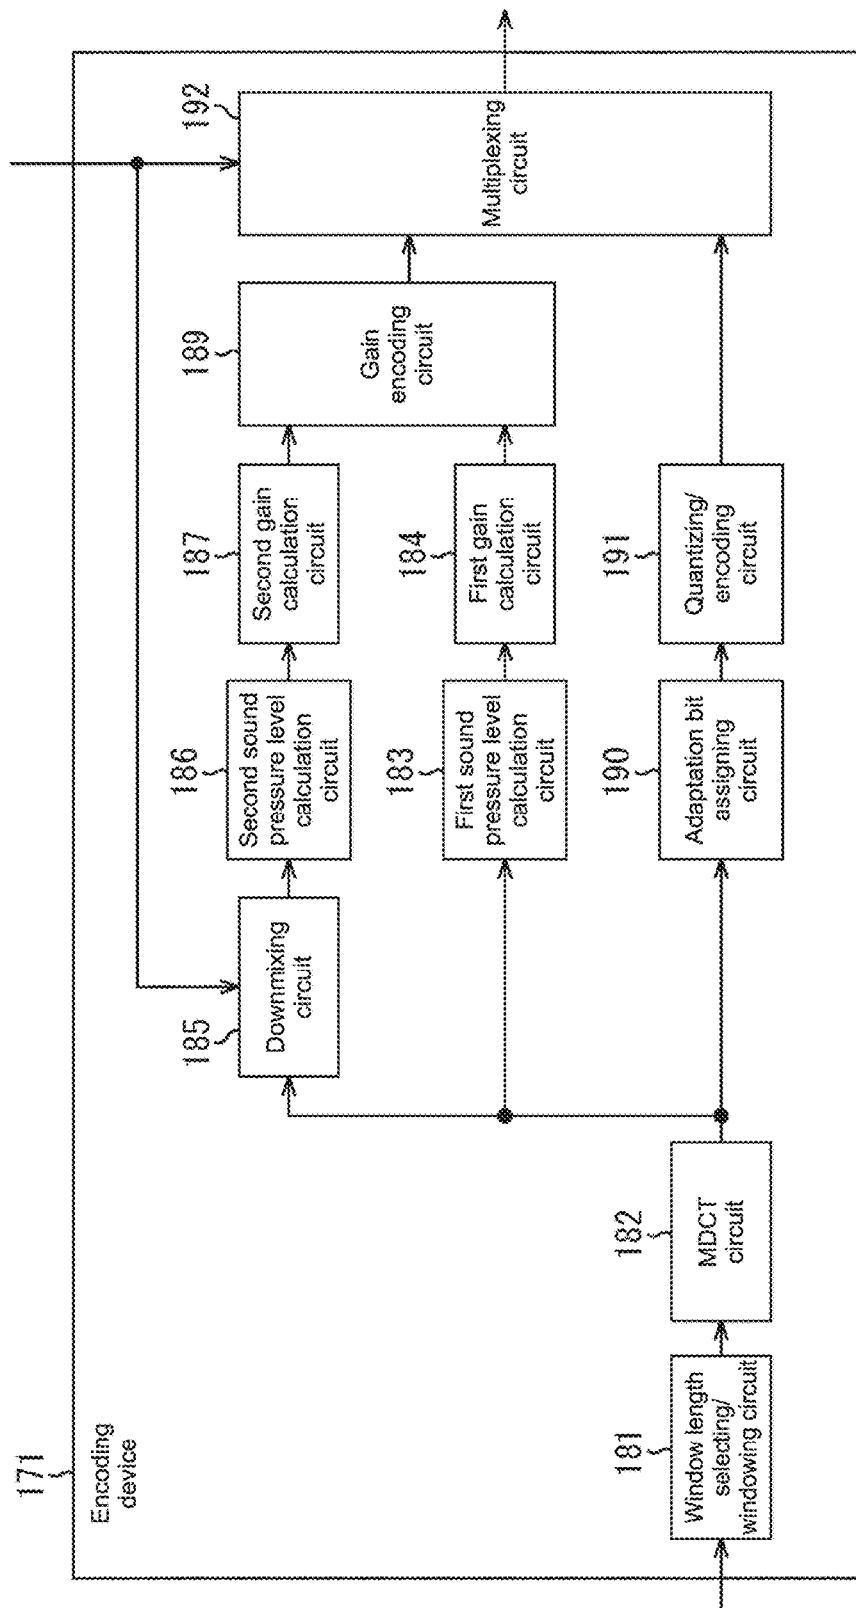 171
Encoding
device
181
Window length
selecting/
windowing circuit
182
MDCT
circuit
185
Downmixing
circuit
186
Second sound
pressure level
calculation
circuit
187
Second gain
calculation
circuit
183
First sound
pressure level
calculation
circuit
184
First gain
calculation
circuit
189
Gain
encoding
circuit
190
Adaptation bit
assigning
circuit
191
Quantizing/
encoding
circuit
192
Multiplexing
circuit